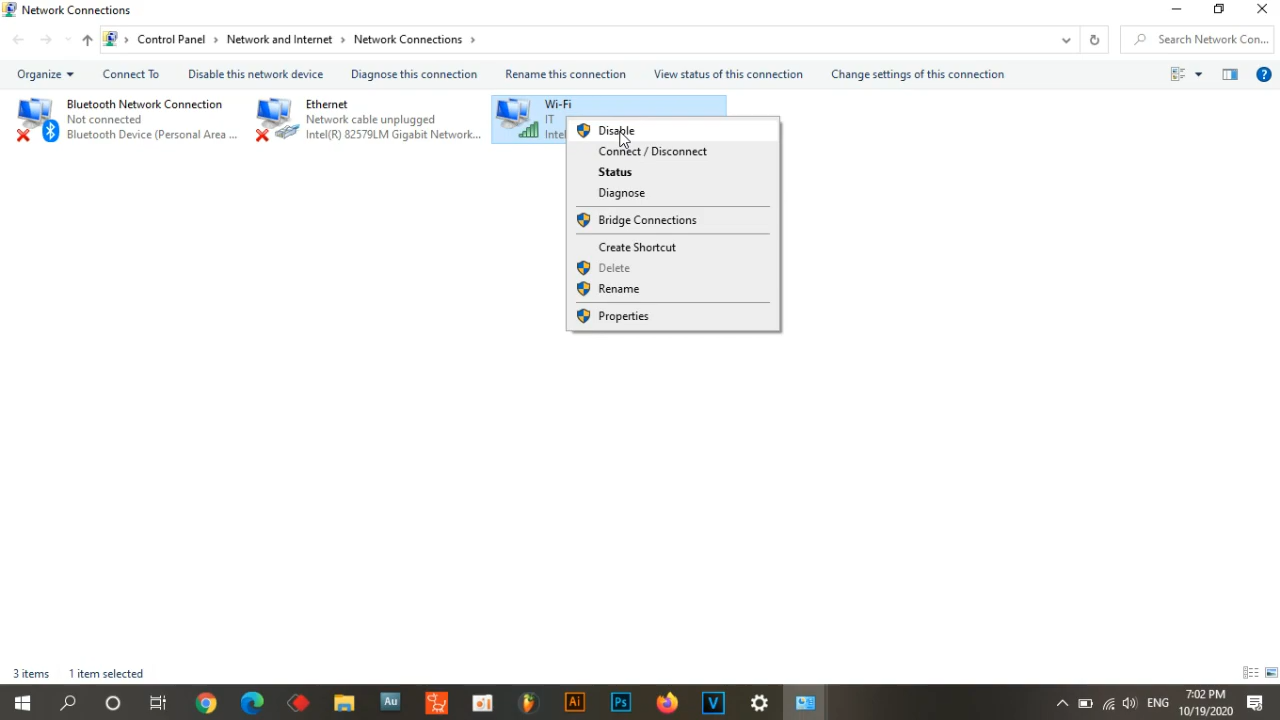 Network Connections
Control Panel
Network and Internet
Network Connections
Search Network Con...
Organize
Connect To
Disable this network device
Diagnose this connection
Rename this connection
View status of this connection
Change settings of this connection
Bluetooth Network Connection
Not connected
Bluetooth Device (Personal Area ...
Ethernet
Network cable unplugged
Intel(R) 82579LM Gigabit Network...
Wi-Fi
IT
Inte
Disable
Connect / Disconnect
Status
Diagnose
Bridge Connections
Create Shortcut
Delete
Rename
Properties
3 items
1 item selected
Au
Ai
Ps
V
ENG
7:02 PM
10/19/2020